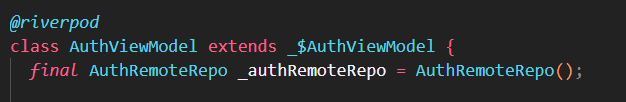 @riverpod
class AuthViewModel extends _$AuthViewModel {
final AuthRemoteRepo _authRemoteRepo = AuthRemoteRepo();